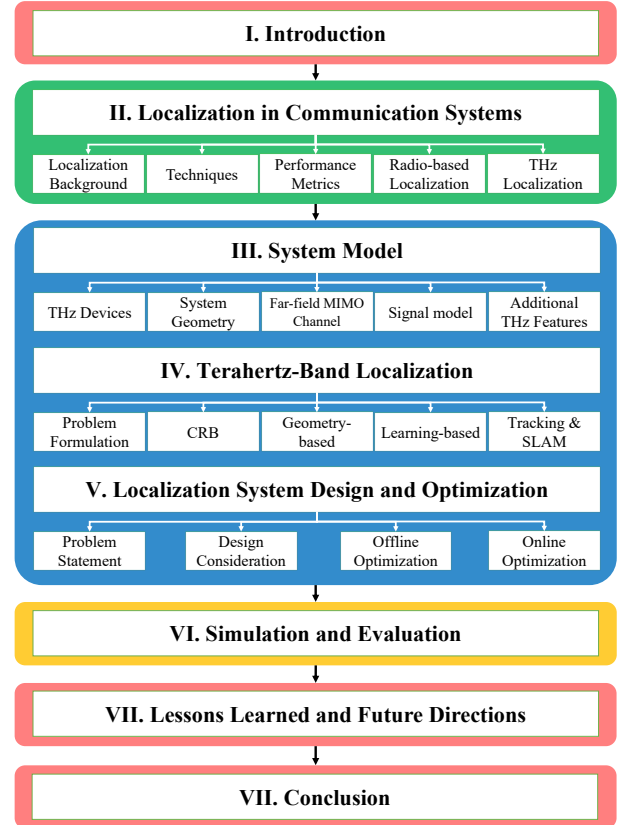 I. Introduction
II. Localization in Communication Systems
Localization
Background
Techniques
Performance
Metrics
Radio-based
Localization
THz
Localization
III. System Model
THz Devices
System
Geometry
Far-field MIMO
Channel
Signal model
Additional
THz Features
IV. Terahertz-Band Localization
Problem
Formulation
CRB
Geometry-
based
Learning-based
Tracking &
SLAM
V. Localization System Design and Optimization
Problem
Statement
Design
Consideration
Offline
Optimization
Online
Optimization
VI. Simulation and Evaluation
VII. Lessons Learned and Future Directions
VII. Conclusion